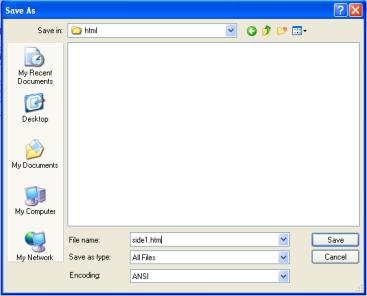 Save As
Save in:
html
My Recent
Documents
Desktop
My Documents
My Computer
My Network
File name:
side1.htm
Save
Save as type:
All Files
Cancel
Encoding:
ANSI